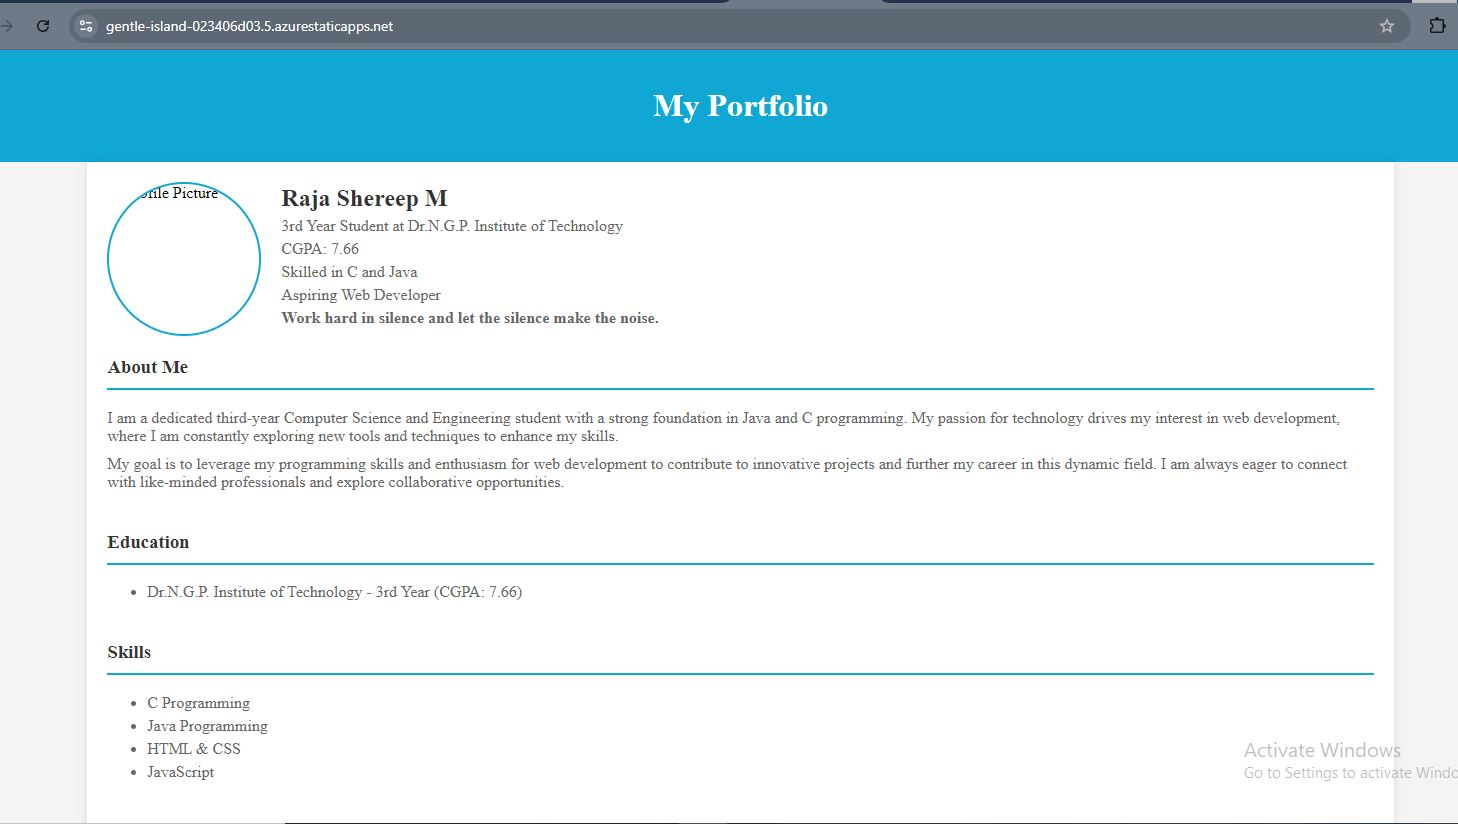 gentle-island-023406d03.5.azurestaticapps.net
My Portfolio
Picture
Raja Shereep M
3rd Year Student at Dr.N.G.P. Institute of Technology
CGPA: 7.66
Skilled in C and Java
Aspiring Web Developer
Work hard in silence and let the silence make the noise.
About Me
I am a dedicated third-year Computer Science and Engineering student with a strong foundation in Java and C programming. My passion for technology drives my interest in web development,
where I am constantly exploring new tools and techniques to enhance my skills.
My goal is to leverage my programming skills and enthusiasm for web development to contribute to innovative projects and further my career in this dynamic field. I am always eager to connect
with like-minded professionals and explore collaborative opportunities.
Education
• Dr.N.G.P. Institute of Technology - 3rd Year (CGPA: 7.66)
Skills
• C Programming
• Java Programming
• HTML & CSS
• JavaScript
Activate Windows
Go to Settings to activate Windo